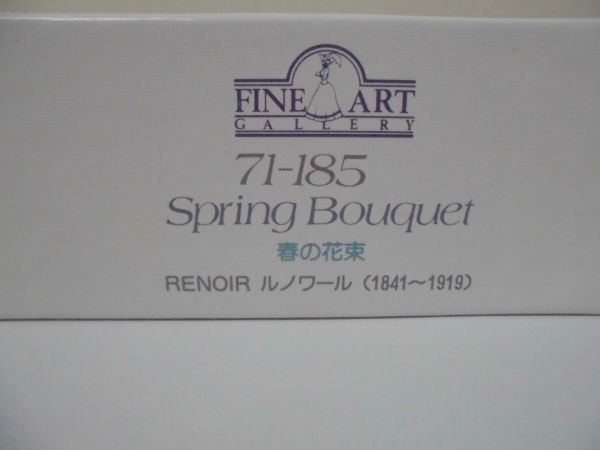 FINE ART
GALLERY
71-185
Spring Bouquet
春の花束
RENOIR ルノワール (1841〜1919)